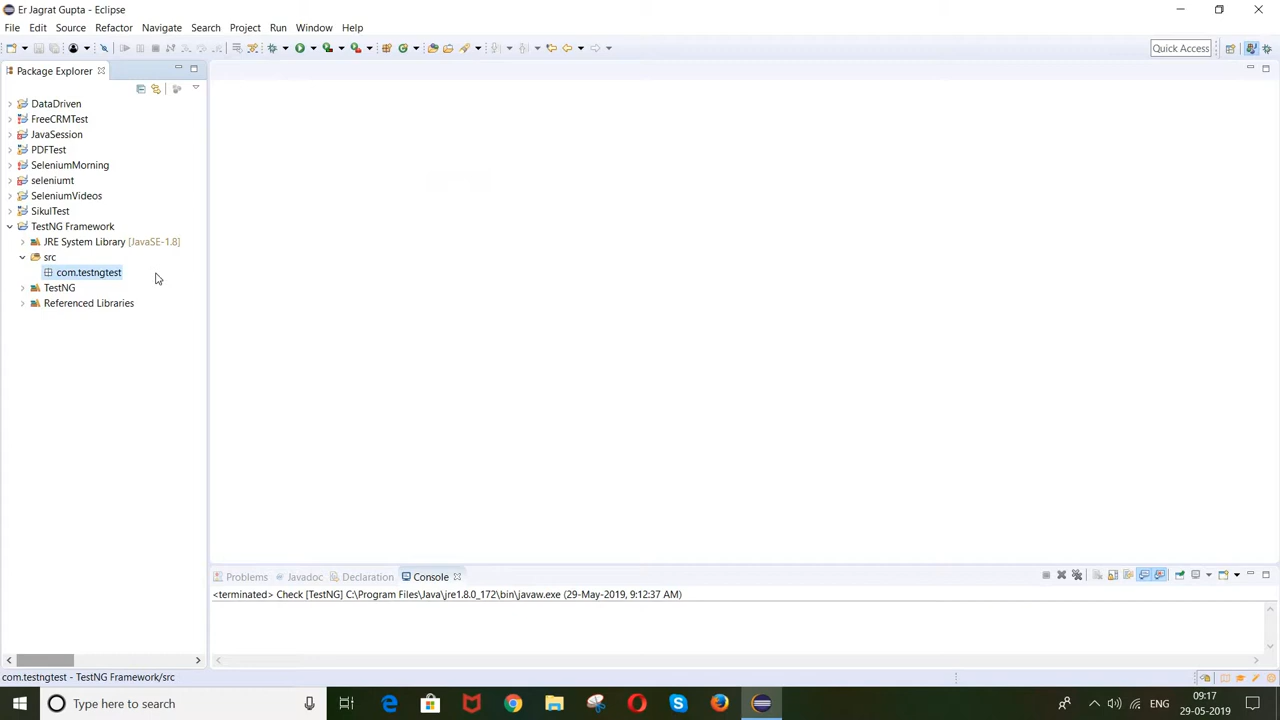 Er Jagrat Gupta - Eclipse
File Edit Source Refactor Navigate Search Project Run Window Help
Quick Access
Package Explorer
DataDriven
FreeCRMTest
JavaSession
PDFTest
SeleniumMorning
seleniumt
SeleniumVideos
SikulTest
TestNG Framework
JRE System Library [JavaSE-1.8]
src
com.testngtest
TestNG
Referenced Libraries
Problems Javadoc Declaration Console
<terminated> Check [TestNG] C:\Program Files\Java\jre1.8.0_172\bin\javaw.exe (29-May-2019, 9:12:37 AM)
com.testngtest - TestNG Framework/src
Type here to search
ENG
09:17
29-05-2019